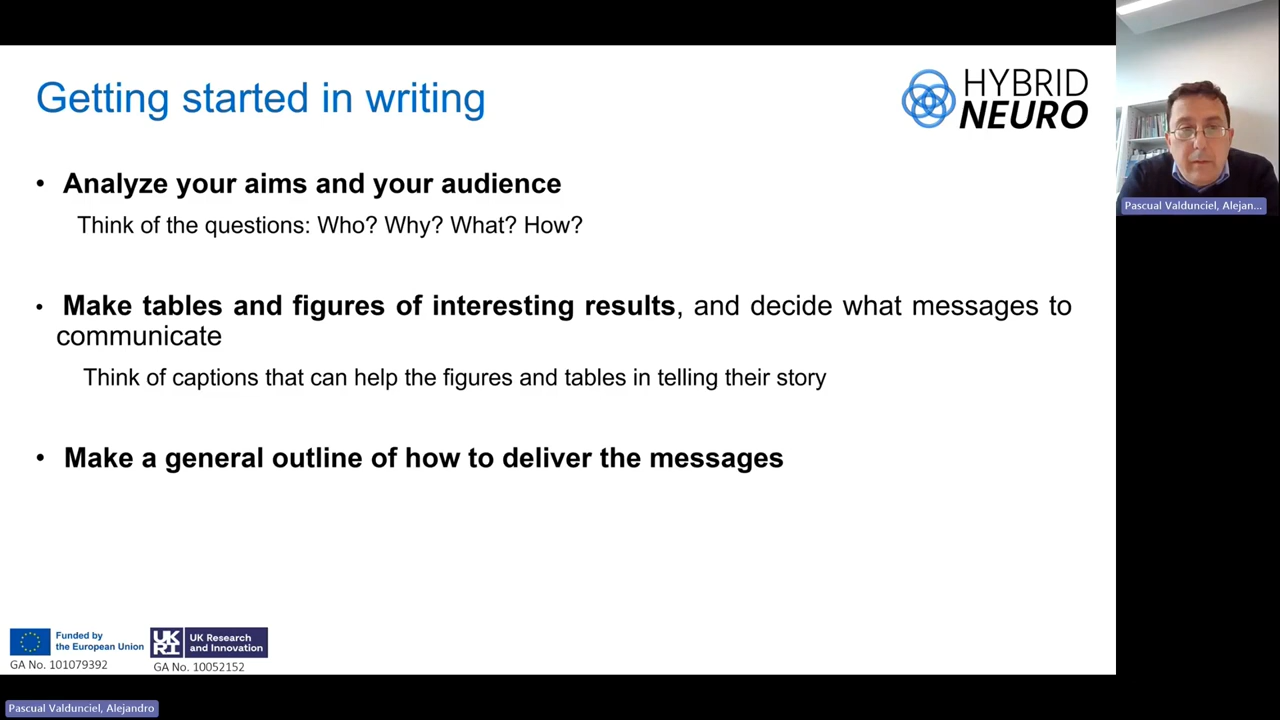 Getting started in writing
HYBRID
NEURO
• Analyze your aims and your audience
Think of the questions: Who? Why? What? How?
• Make tables and figures of interesting results, and decide what messages to
communicate
Think of captions that can help the figures and tables in telling their story
• Make a general outline of how to deliver the messages
Funded by
the European Union
GA No. 101079392
UK
RI
UK Research
and Innovation
GA No. 10052152
Pascual Valdunciel, Alejan...
Pascual Valdunciel, Alejandro